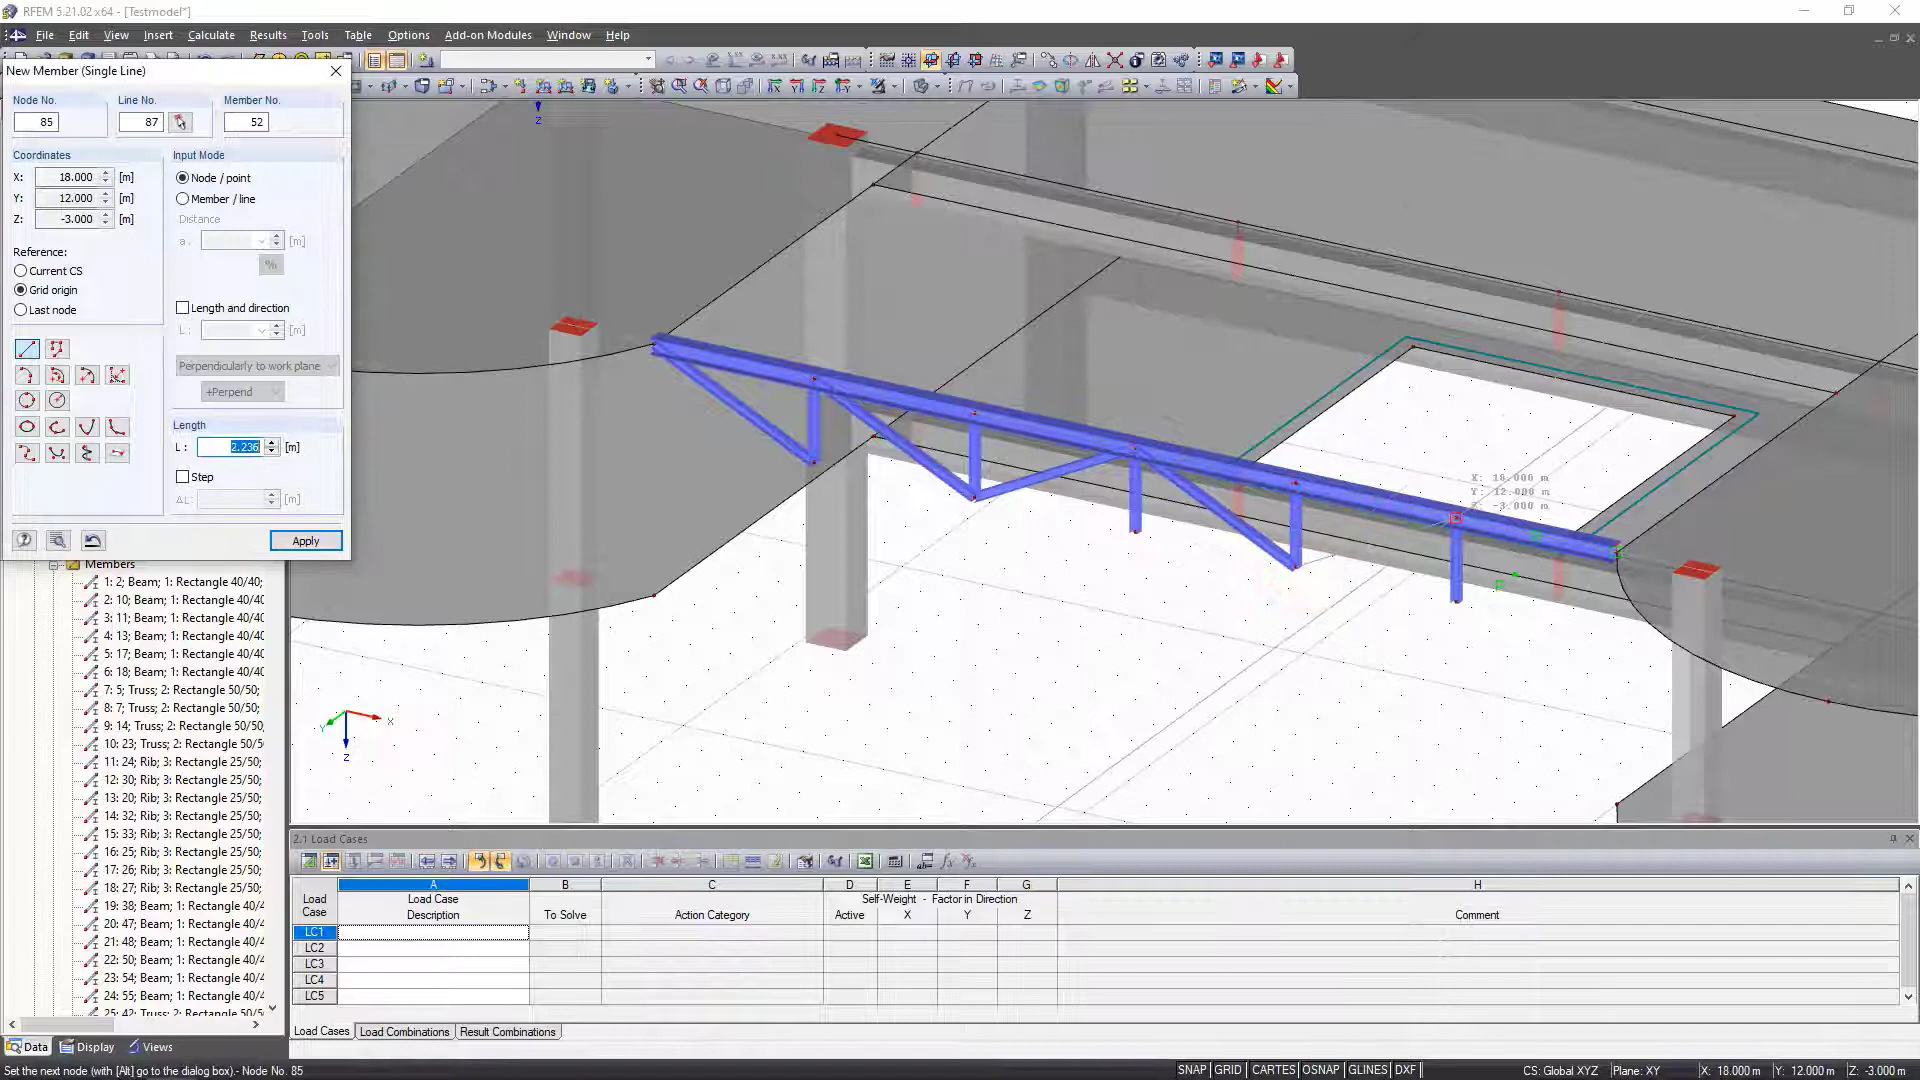 RFEM 5.21.02 x64 - [Testmodel*]
File Edit View Insert Calculate Results Tools Table Options Add-on Modules Window Help
New Member (Single Line)
Node No. Line No. Member No.
85 87 52
Coordinates Input Mode
X: 18.000 [m] Node / point
Y: 12.000 [m] Member / line
Z: -3.000 [m] Distance
a. [m]
Reference: %
Current CS
Grid origin
Last node Length and direction
L: [m]
Perpendicularly to work plane
+Perpend
Length
L: 2.236 [m]
Step
ΔL: [m]
Apply
Z
X: 18.000 m
Y: 12.000 m
Z: -3.000 m
X
Y
Z
Members
1: 2; Beam; 1: Rectangle 40/40;
2: 10; Beam; 1: Rectangle 40/40
3: 11; Beam; 1: Rectangle 40/40
4: 13; Beam; 1: Rectangle 40/40
5: 17; Beam; 1: Rectangle 40/40
6: 18; Beam; 1: Rectangle 40/40
7: 5; Truss; 2: Rectangle 50/50;
8: 7; Truss; 2: Rectangle 50/50;
9: 14; Truss; 2: Rectangle 50/50
10: 23; Truss; 2: Rectangle 50/5
11: 24; Rib; 3: Rectangle 25/50;
12: 30; Rib; 3: Rectangle 25/50;
13: 20; Rib; 3: Rectangle 25/50;
14: 32; Rib; 3: Rectangle 25/50;
15: 33; Rib; 3: Rectangle 25/50;
16: 25; Rib; 3: Rectangle 25/50;
17: 26; Rib; 3: Rectangle 25/50;
18: 27; Rib; 3: Rectangle 25/50;
19: 38; Beam; 1: Rectangle 40/4
20: 47; Beam; 1: Rectangle 40/4
21: 48; Beam; 1: Rectangle 40/4
22: 50; Beam; 1: Rectangle 40/4
23: 54; Beam; 1: Rectangle 40/4
24: 55; Beam; 1: Rectangle 40/4
25: 42; Truss; 2: Rectangle 50/5
Data Display Views
2.1 Load Cases
A B C D E F G H
Load Case Load Case Description To Solve Action Category Self-Weight - Factor in Direction Active X Y Z Comment
LC1
LC2
LC3
LC4
LC5
Load Cases Load Combinations Result Combinations
Set the next node (with [Alt] go to the dialog box).- Node No. 85
SNAP GRID CARTES OSNAP GLINES DXF CS: Global XYZ Plane: XY X: 18.000 m Y: 12.000 m Z: -3.000 m